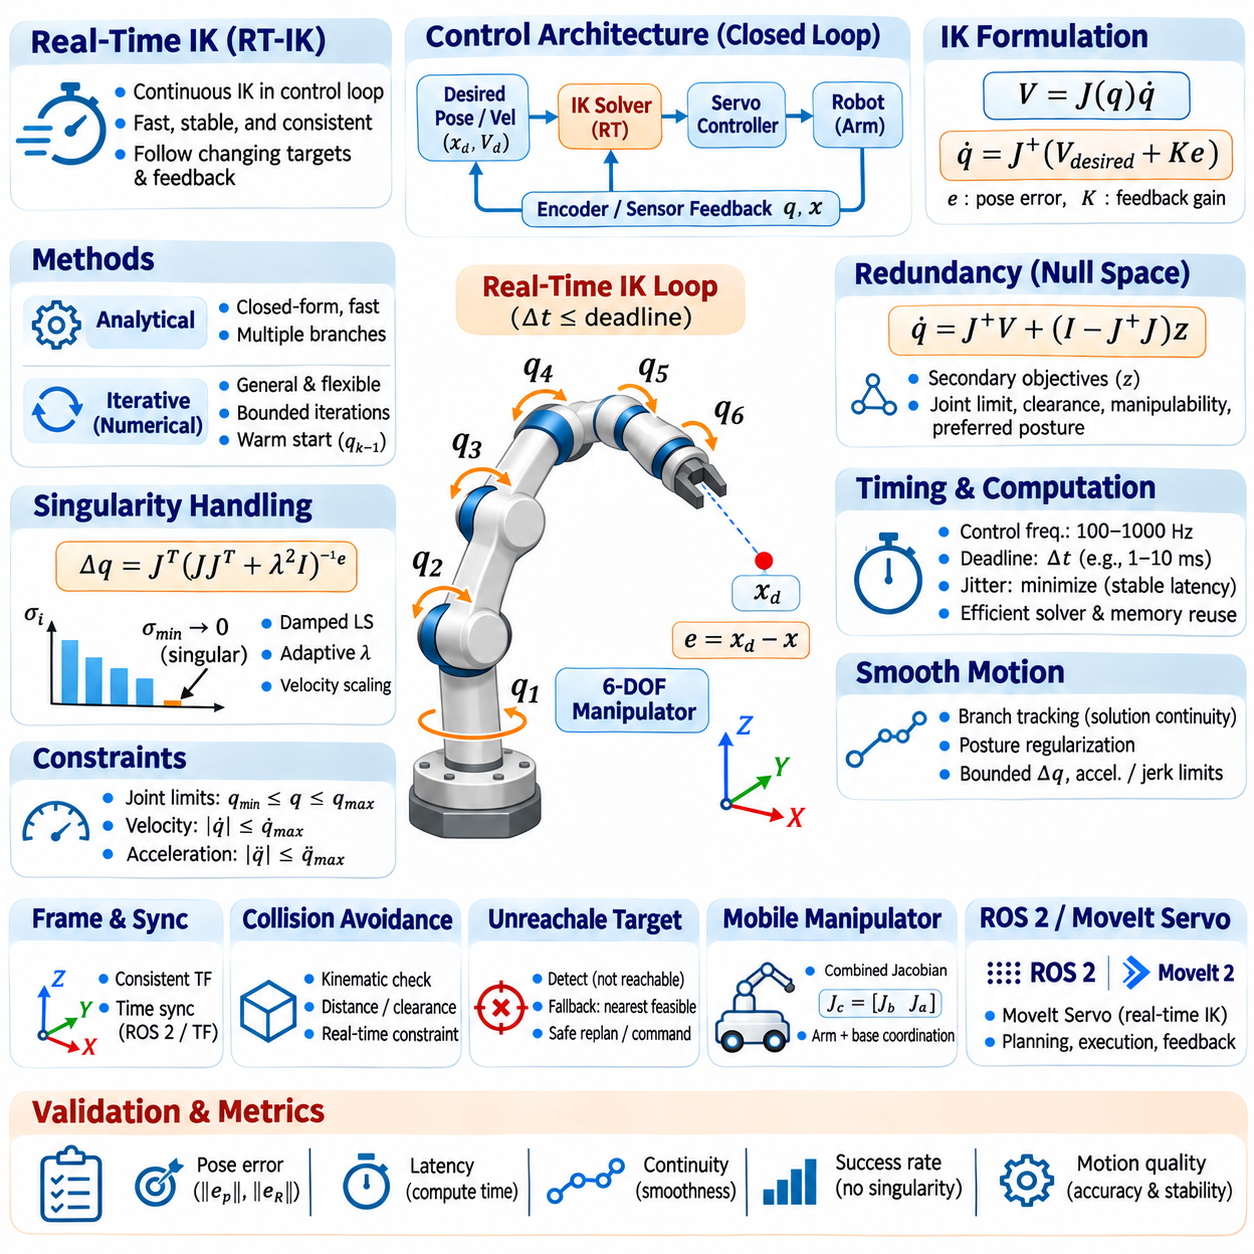 Real-Time IK (RT-IK)
Continuous IK in control loop
Fast, stable, and consistent
Follow changing targets
& feedback
Control Architecture (Closed Loop)
Desired
Pose / Vel
(x_d, V_d)
IK Solver
(RT)
Servo
Controller
Robot
(Arm)
Encoder / Sensor Feedback q, x
IK Formulation
V = J(q)q̇
q̇ = J⁺(V_desired + Ke)
e : pose error, K : feedback gain
Methods
Analytical
Closed-form, fast
Multiple branches
Iterative
(Numerical)
General & flexible
Bounded iterations
Warm start (q_{k−1})
Real-Time IK Loop
(Δt ≤ deadline)
q₄
q₅
q₆
q₃
q₂
q₁
x_d
e = x_d − x
6-DOF
Manipulator
Z
Y
X
Redundancy (Null Space)
q̇ = J⁺V + (I − J⁺J)z
Secondary objectives (z)
Joint limit, clearance, manipulability,
preferred posture
Singularity Handling
Δq = Jᵀ(JJᵀ + λ²I)⁻¹ᵉ
σ_i
σ_min → 0
(singular)
Damped LS
Adaptive λ
Velocity scaling
Timing & Computation
Control freq.: 100–1000 Hz
Deadline: Δt (e.g., 1–10 ms)
Jitter: minimize (stable latency)
Efficient solver & memory reuse
Smooth Motion
Branch tracking (solution continuity)
Posture regularization
Bounded Δq, accel. / jerk limits
Constraints
Joint limits: q_min ≤ q ≤ q_max
Velocity: |q̇| ≤ q̇_max
Acceleration: |q̈| ≤ q̈_max
Frame & Sync
Z
Y
X
Consistent TF
Time sync
(ROS 2 / TF)
Collision Avoidance
Kinematic check
Distance / clearance
Real-time constraint
Unreachale Target
Detect (not reachable)
Fallback: nearest feasible
Safe replan / command
Mobile Manipulator
Combined Jacobian
J_c = [J_b J_a]
Arm + base coordination
ROS 2 / MoveIt Servo
ROS 2
MoveIt 2
MoveIt Servo (real-time IK)
Planning, execution, feedback
Validation & Metrics
Pose error
(‖e_p‖, ‖e_R‖)
Latency
(compute time)
Continuity
(smoothness)
Success rate
(no singularity)
Motion quality
(accuracy & stability)